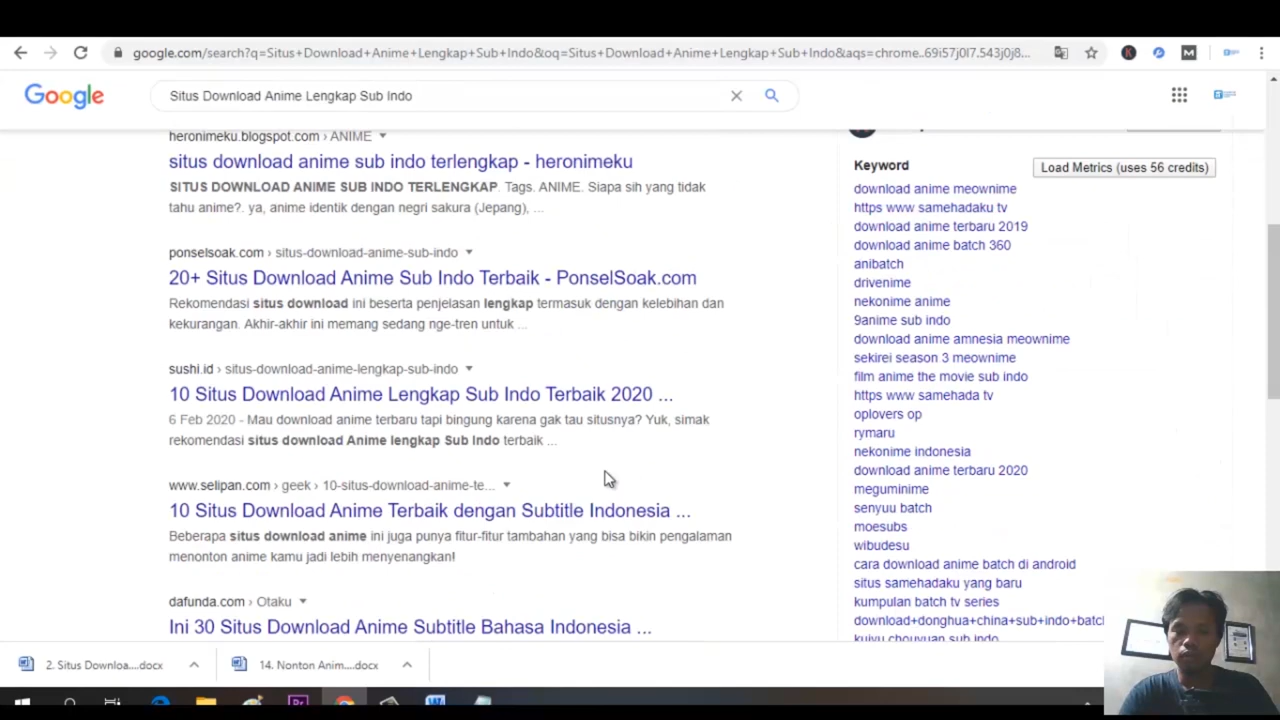 google.com/search?q=Situs+Download+Anime+Lengkap+Sub+Indo&oq=Situs+Download+Anime+Lengkap+Sub+Indo&aqs=chrome..69i57j0l7.543j0j8...
Google
Situs Download Anime Lengkap Sub Indo
heronimeku.blogspot.com › ANIME
situs download anime sub indo terlengkap - heronimeku
SITUS DOWNLOAD ANIME SUB INDO TERLENGKAP. Tags. ANIME. Siapa sih yang tidak
tahu anime?. ya, anime identik dengan negri sakura (Jepang), ...
ponselsoak.com › situs-download-anime-sub-indo
20+ Situs Download Anime Sub Indo Terbaik - PonselSoak.com
Rekomendasi situs download ini beserta penjelasan lengkap termasuk dengan kelebihan dan
kekurangan. Akhir-akhir ini memang sedang nge-tren untuk ...
sushi.id › situs-download-anime-lengkap-sub-indo
10 Situs Download Anime Lengkap Sub Indo Terbaik 2020 ...
6 Feb 2020 - Mau download anime terbaru tapi bingung karena gak tau situsnya? Yuk, simak
rekomendasi situs download Anime lengkap Sub Indo terbaik ...
www.selipan.com › geek › 10-situs-download-anime-te...
10 Situs Download Anime Terbaik dengan Subtitle Indonesia ...
Beberapa situs download anime ini juga punya fitur-fitur tambahan yang bisa bikin pengalaman
menonton anime kamu jadi lebih menyenangkan!
dafunda.com › Otaku
Ini 30 Situs Download Anime Subtitle Bahasa Indonesia ...
Keyword
Load Metrics (uses 56 credits)
download anime meownime
https www samehadaku tv
download anime terbaru 2019
download anime batch 360
anibatch
drivenime
nekonime anime
9anime sub indo
download anime amnesia meownime
sekirei season 3 meownime
film anime the movie sub indo
https www samehada tv
oplovers op
rymaru
nekonime indonesia
download anime terbaru 2020
meguminime
senyuu batch
moesubs
wibudesu
cara download anime batch di android
situs samehadaku yang baru
kumpulan batch tv series
download+donghua+china+sub+indo+batcl
kuiyu chouyuan sub indo
2. Situs Downloa....docx
14. Nonton Anim....docx